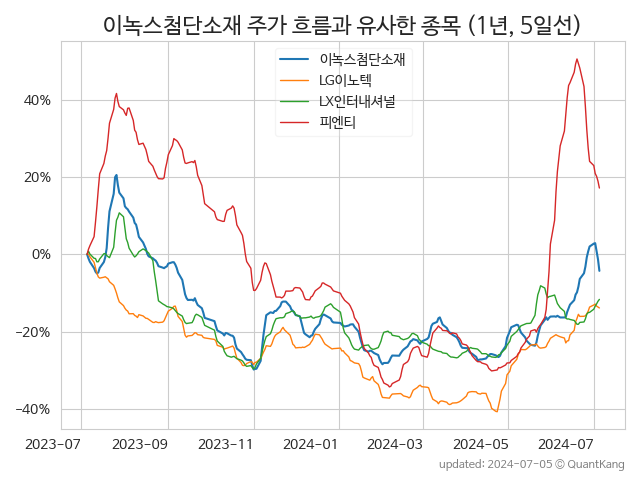 이녹스첨단소재 주가 흐름과 유사한 종목 (1년, 5일선)
이녹스첨단소재
LG이노텍
LX인터내셔널
피엔티
40%
20%
0%
−20%
−40%
2023-07 2023-09 2023-11 2024-01 2024-03 2024-05 2024-07
updated: 2024-07-05 © QuantKang